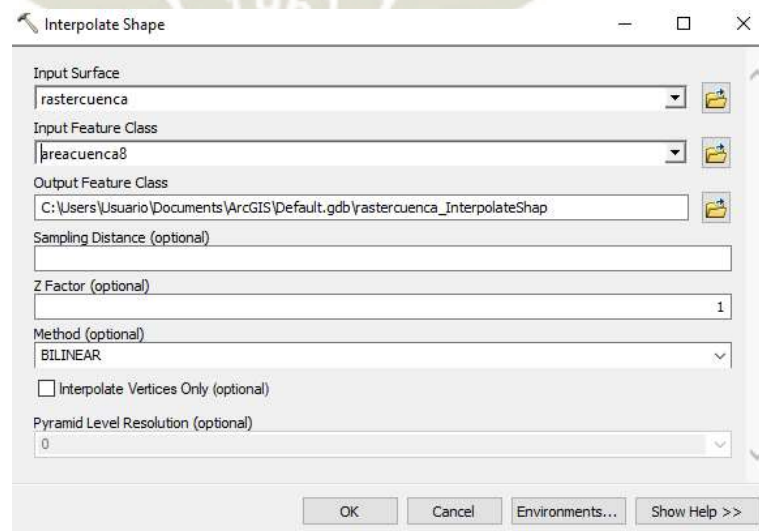 Interpolate Shape
Input Surface
rastercuenca
Input Feature Class
areacuenca8
Output Feature Class
C:\Users\Usuario\Documents\ArcGIS\Default.gdb\rastercuenca_InterpolateShap
Sampling Distance (optional)
Z Factor (optional)
1
Method (optional)
BILINEAR
Interpolate Vertices Only (optional)
Pyramid Level Resolution (optional)
0
OK Cancel Environments... Show Help >>